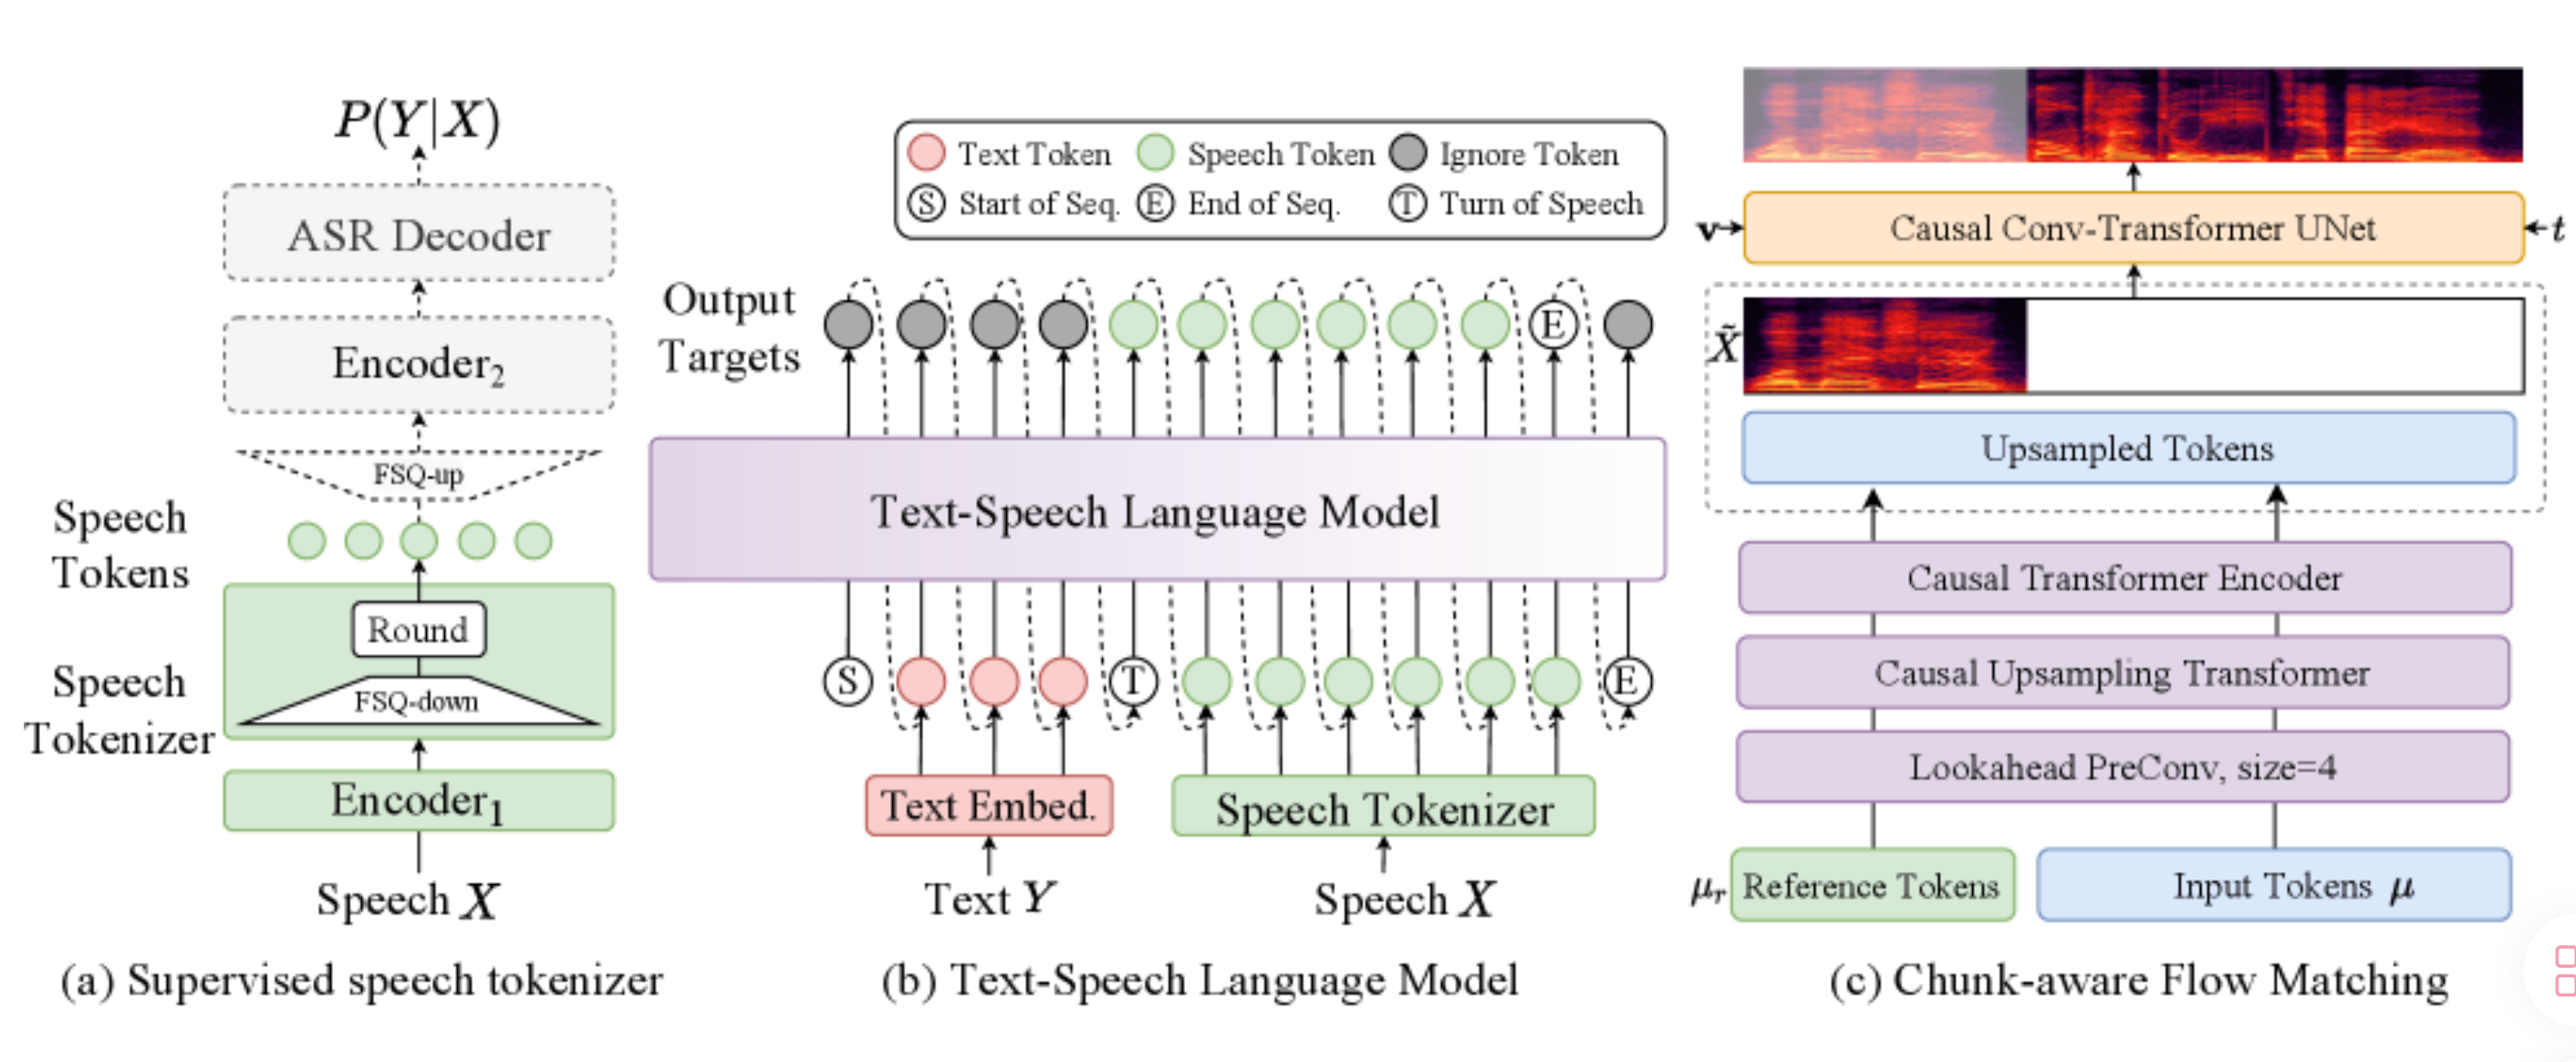 P(Y|X)
ASR Decoder
Encoder₂
FSQ-up
Speech
Tokens
Round
FSQ-down
Speech
Tokenizer
Encoder₁
Speech X
(a) Supervised speech tokenizer
Text Token Speech Token Ignore Token
S Start of Seq. E End of Seq. T Turn of Speech
Output
Targets
E
Text-Speech Language Model
S T E
Text Embed. Speech Tokenizer
Text Y Speech X
(b) Text-Speech Language Model
v Causal Conv-Transformer UNet t
X̃
Upsampled Tokens
Causal Transformer Encoder
Causal Upsampling Transformer
Lookahead PreConv, size=4
μᵣ Reference Tokens Input Tokens μ
(c) Chunk-aware Flow Matching